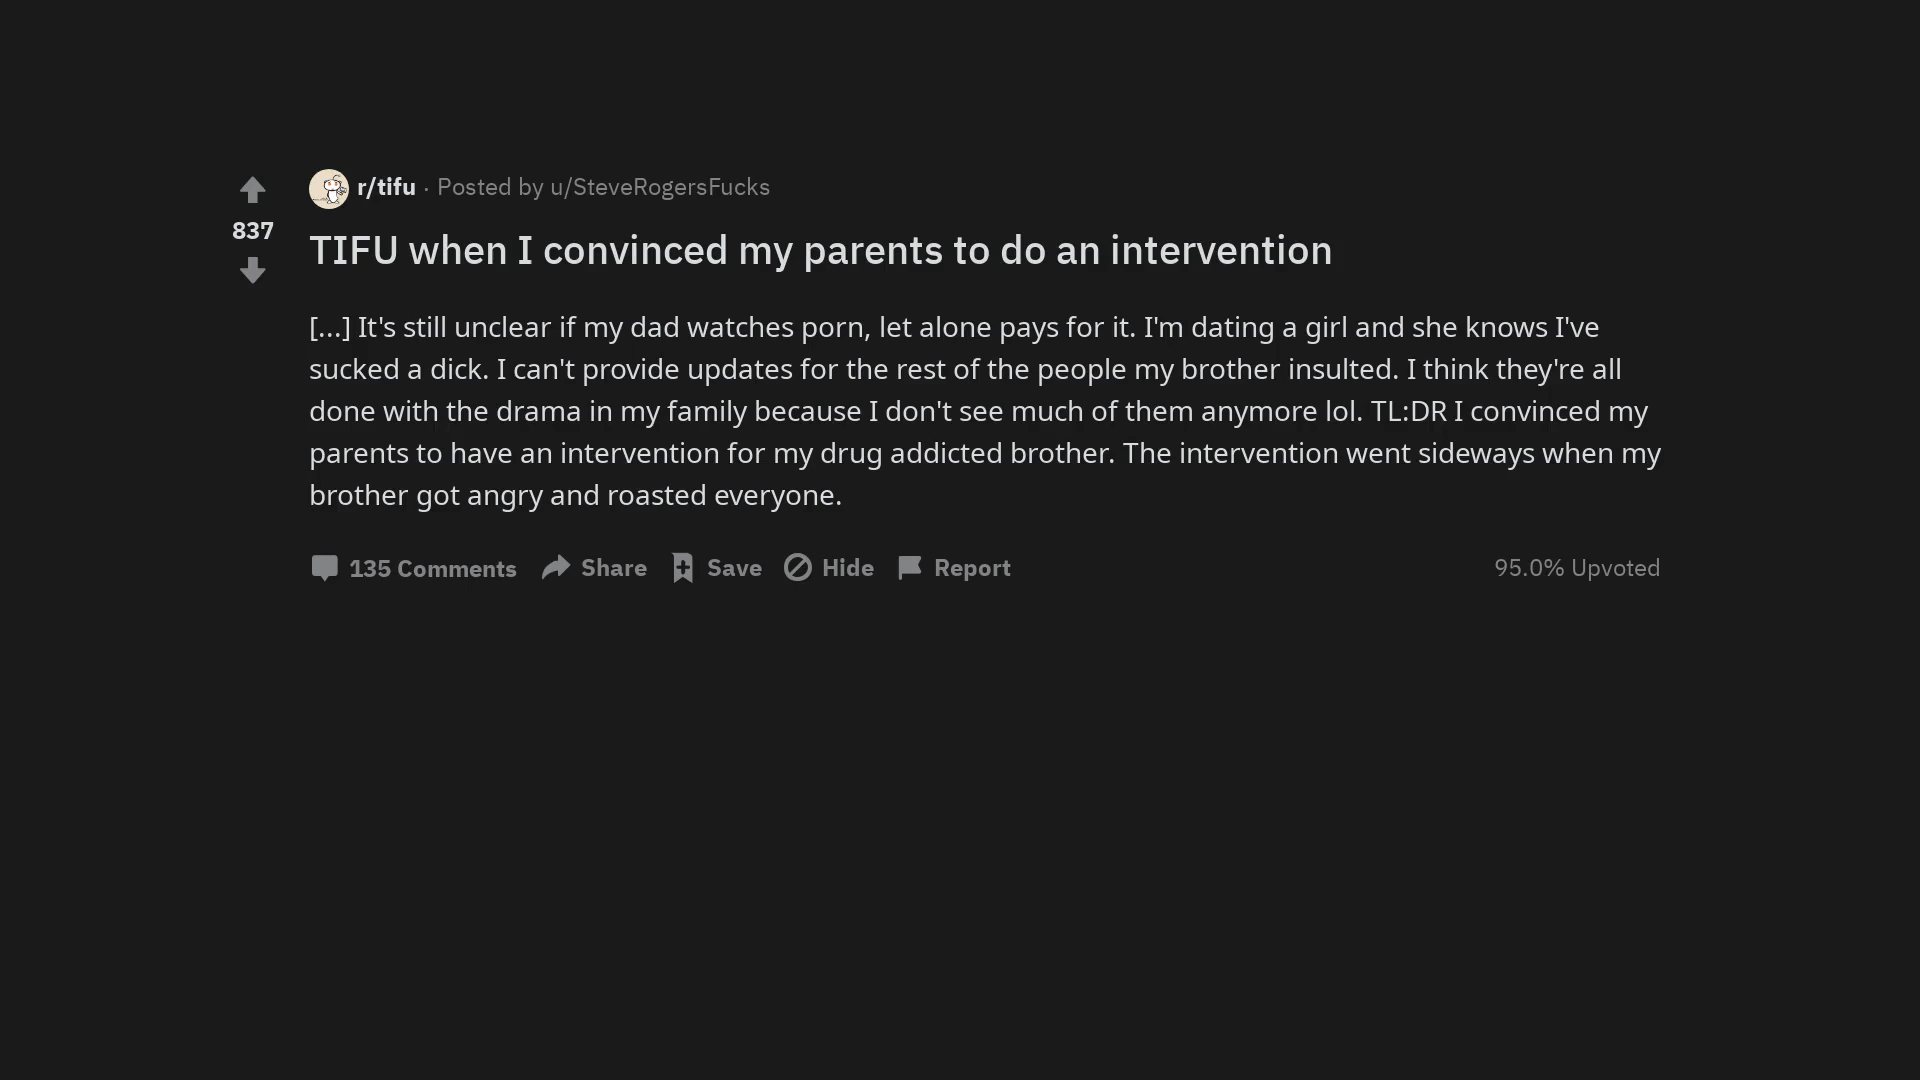 r/tifu · Posted by u/SteveRogersFucks
837
TIFU when I convinced my parents to do an intervention
[...] It's still unclear if my dad watches porn, let alone pays for it. I'm dating a girl and she knows I've
sucked a dick. I can't provide updates for the rest of the people my brother insulted. I think they're all
done with the drama in my family because I don't see much of them anymore lol. TL:DR I convinced my
parents to have an intervention for my drug addicted brother. The intervention went sideways when my
brother got angry and roasted everyone.
135 Comments Share Save Hide Report 95.0% Upvoted